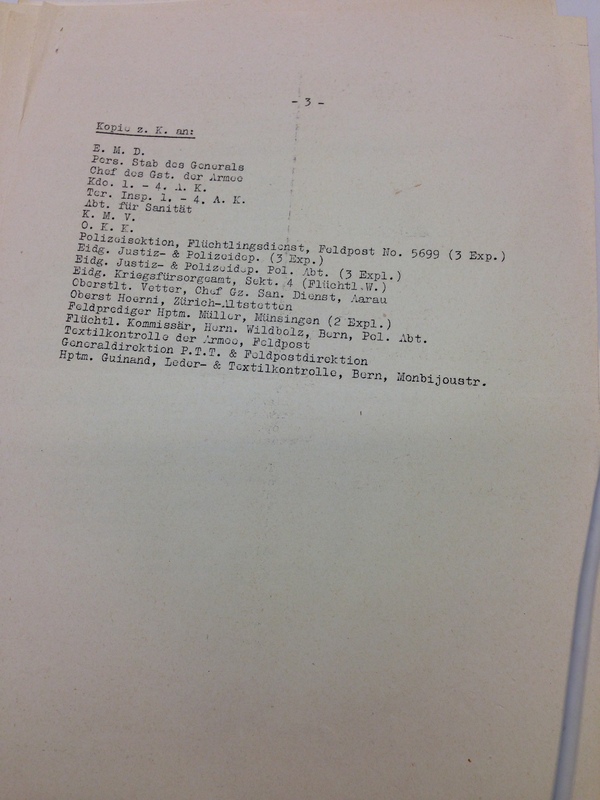 - 3 -
Kopie z. K. an:
E. M. D.
Pers. Stab des Generals
Chef des Gst. der Armee
Kdo. 1. - 4. A. K.
Ter. Insp. 1. - 4. A. K.
Abt. für Sanität
K. M. V.
O. K. K.
Polizeisektion, Flüchtlingsdienst, Feldpost No. 5699 (3 Exp.)
Eidg. Justiz- & Polizeidep. (3 Exp.)
Eidg. Justiz- & Polizeidep. Pol. Abt. (3 Expl.)
Eidg. Kriegsfürsorgeamt, Sekt. 4 (Flüchtl.W.)
Oberstlt. Vetter, Chef Gz. San. Dienst, Aarau
Oberst Hoerni, Zürich-Altstetten
Feldprediger Hptm. Müller, Münsingen (2 Expl.)
Flüchtl. Kommissär, Hern. Wildbolz, Bern, Pol. Abt.
Textilkontrolle der Armee, Feldpost
Generaldirektion P.T.T. & Feldpostdirektion
Hptm. Guinand, Leder- & Textilkontrolle, Bern, Monbijoustr.